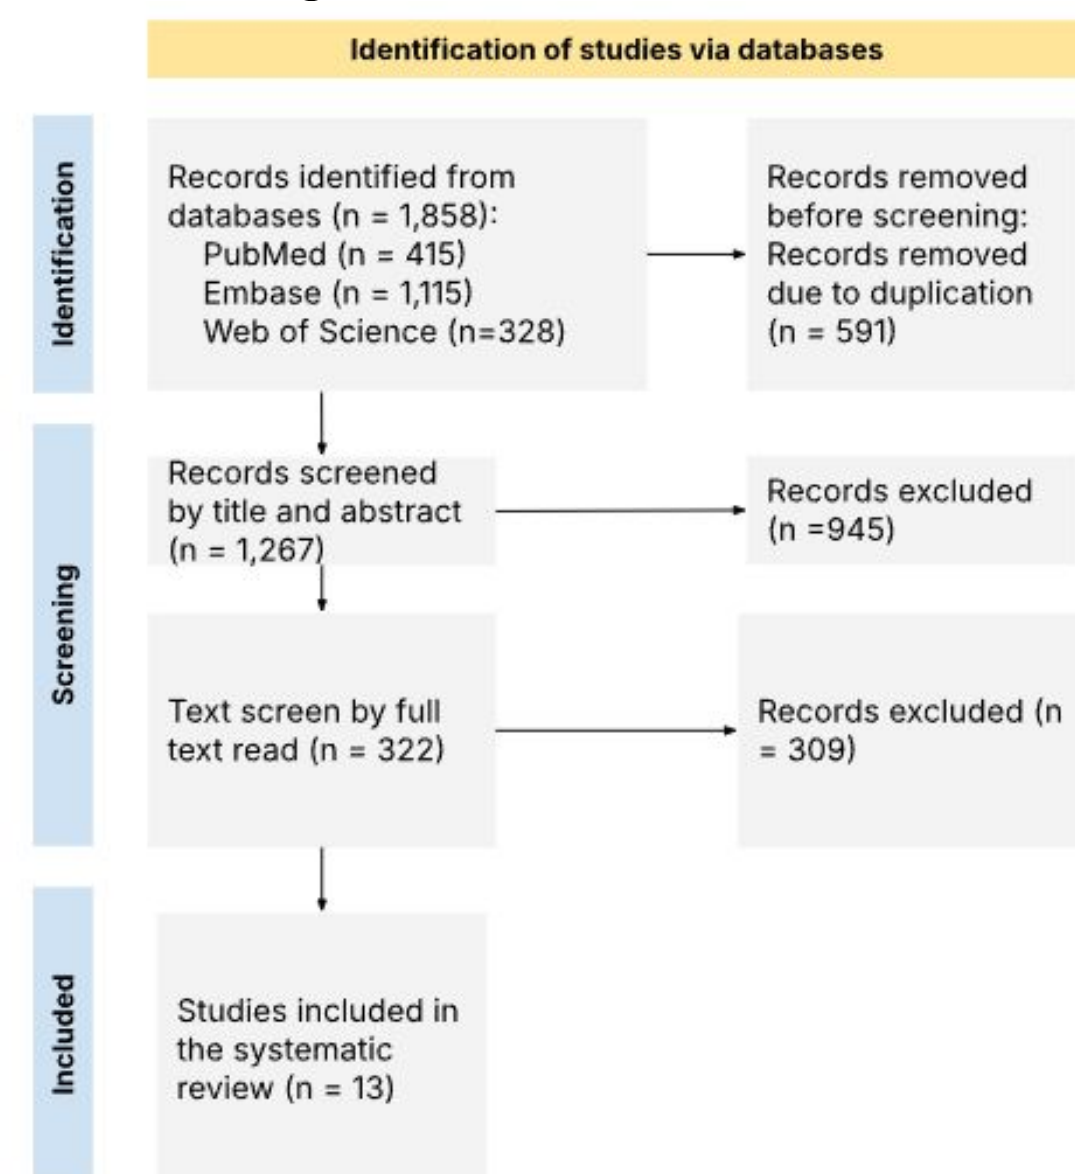 Identification of studies via databases
Identification
Records identified from
databases (n = 1,858):
PubMed (n = 415)
Embase (n = 1,115)
Web of Science (n=328)
Records removed
before screening:
Records removed
due to duplication
(n = 591)
Screening
Records screened
by title and abstract
(n = 1,267)
Records excluded
(n =945)
Text screen by full
text read (n = 322)
Records excluded (n
= 309)
Included
Studies included in
the systematic
review (n = 13)